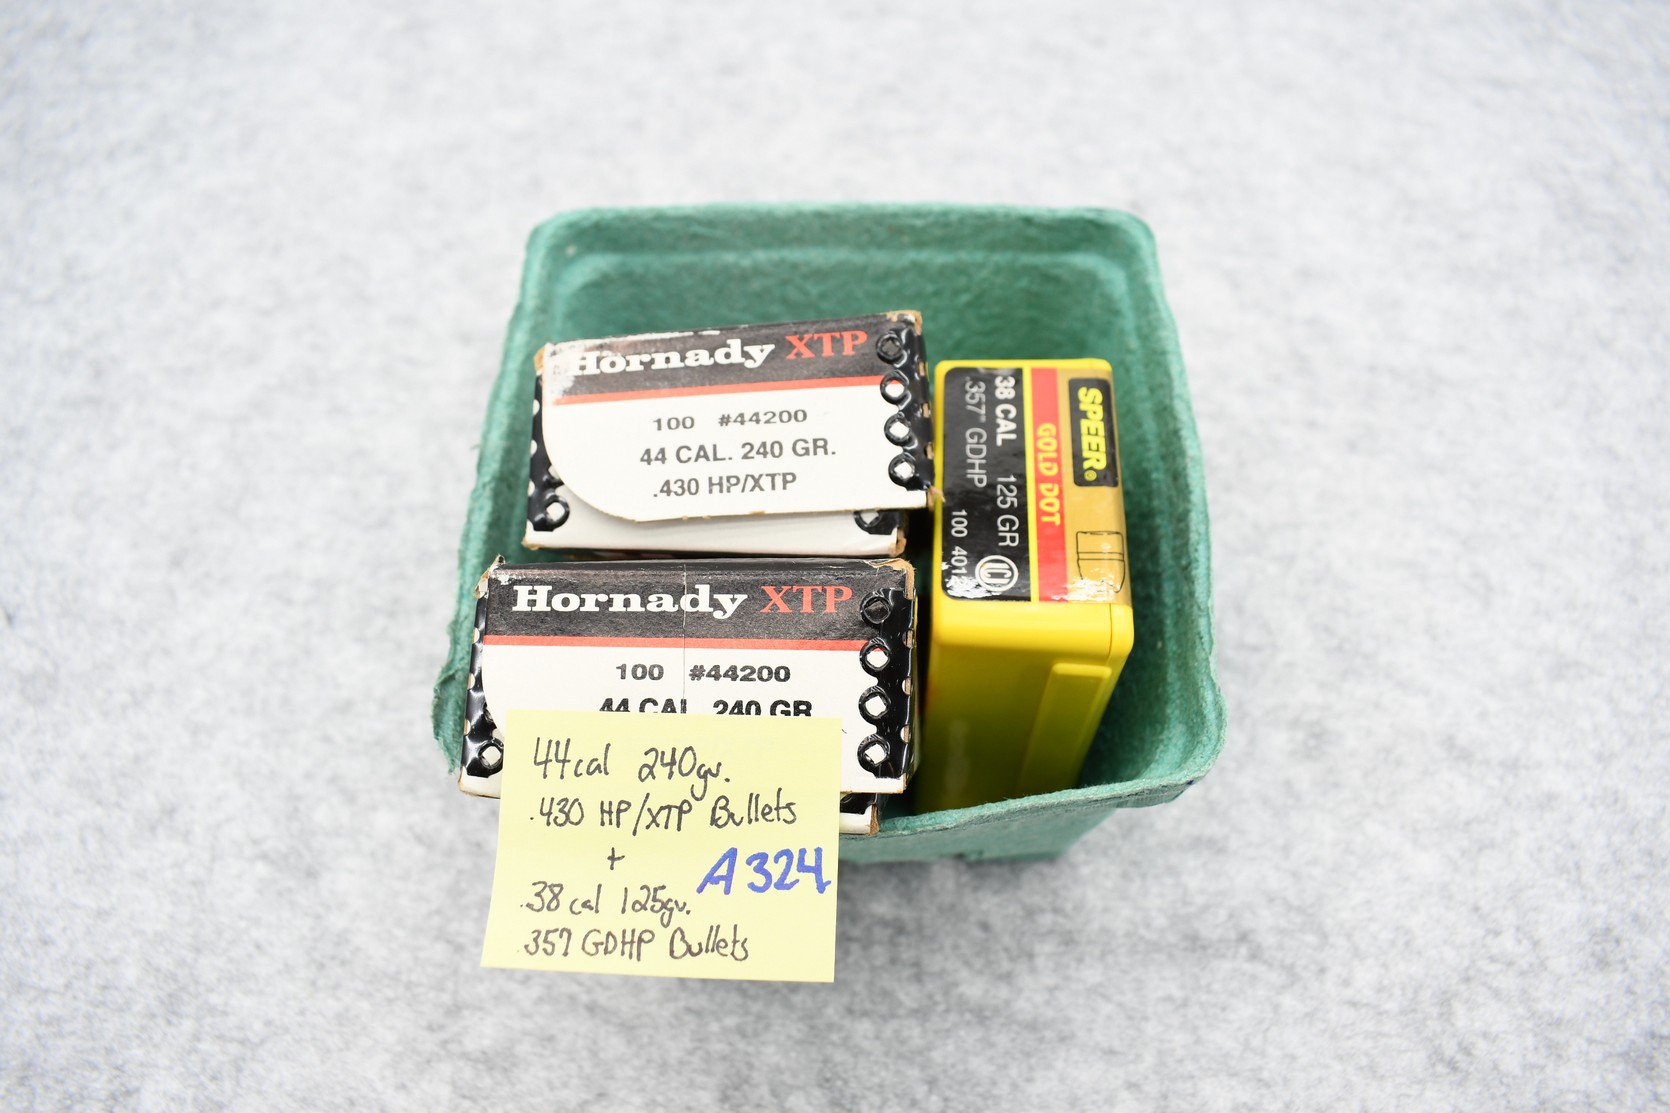 Hornady XTP
100 #44200
44 CAL. 240 GR.
.430 HP/XTP
Hornady XTP
100 #44200
44 CAL. 240 GR.
SPEER®
GOLD DOT
38 CAL 125 GR
.357" GDHP 100
44 cal 240gr.
.430 HP/XTP Bullets
+
A324
.38 cal 125gr.
.357 GDHP Bullets